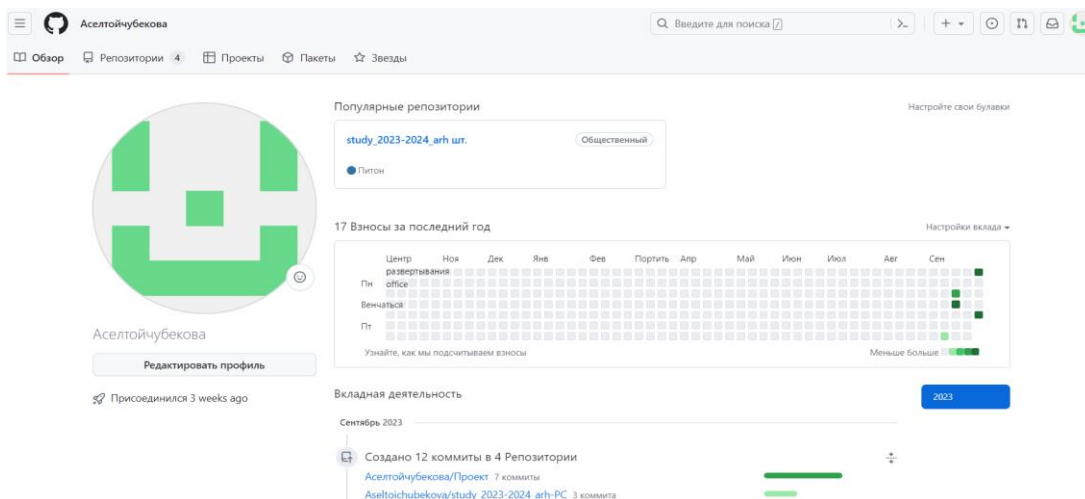 Аселтойчубекова
Введите для поиска /
Обзор Репозитории 4 Проекты Пакеты Звезды
Популярные репозитории Настройте свои булавки
study_2023-2024_arh шт. Общественный
Питон
17 Взносы за последний год Настройки вклада
Центр развертывания office Ноя Дек Янв Фев Портить Апр Май Июн Июл Авг Сен
Пн
Венчаться
Пт
Узнайте, как мы подсчитываем взносы Меньше больше
Аселтойчубекова
Редактировать профиль
Присоединился 3 weeks ago
Вкладная деятельность 2023
Сентябрь 2023
Создано 12 коммиты в 4 Репозитории
Аселтойчубекова/Проект 7 коммиты
Aseltoichubekova/study_2023-2024_arh-PC 3 коммита